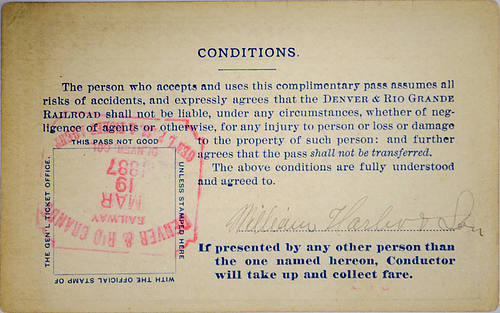 CONDITIONS.
The person who accepts and uses this complimentary pass assumes all
risks of accidents, and expressly agrees that the DENVER & RIO GRANDE
RAILROAD shall not be liable, under any circumstances, whether of neg-
ligence of agents or otherwise, for any injury to person or loss or damage
to the property of such person: and further
agrees that the pass shall not be transferred.
The above conditions are fully understood
and agreed to.
William
If presented by any other person than
the one named hereon, Conductor
will take up and collect fare.
THIS PASS NOT GOOD
UNLESS STAMPED HERE
WITH THE OFFICIAL STAMP OF
THE GEN'L TICKET OFFICE.
DENVER & RIO GRANDE
RAILWAY
MAR
19
1887